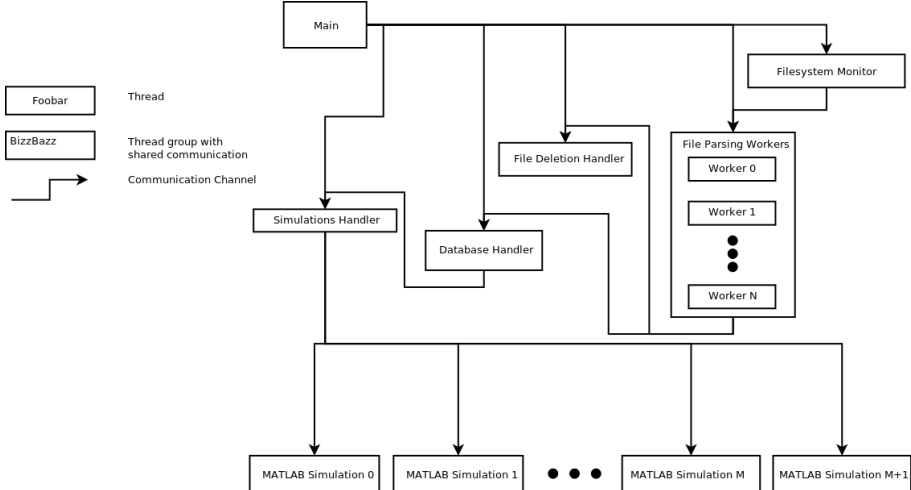 Main
Filesystem Monitor
Foobar
Thread
BizzBazz
Thread group with
shared communication
Communication Channel
File Parsing Workers
File Deletion Handler
Worker 0
Worker 1
Simulations Handler
Database Handler
Worker N
MATLAB Simulation 0
MATLAB Simulation 1
MATLAB Simulation M
MATLAB Simulation M+1